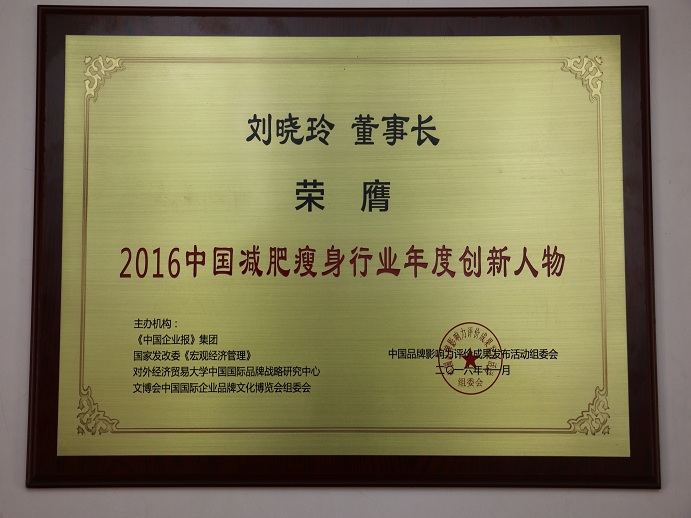 刘晓玲 董事长
荣 膺
2016中国减肥瘦身行业年度创新人物
主办机构：
《中国企业报》集团
国家发改委《宏观经济管理》
对外经济贸易大学中国国际品牌战略研究中心
文博会中国国际企业品牌文化博览会组委会
中国品牌影响力评价成果发布活动组委会
二〇一六年十一月
组委会